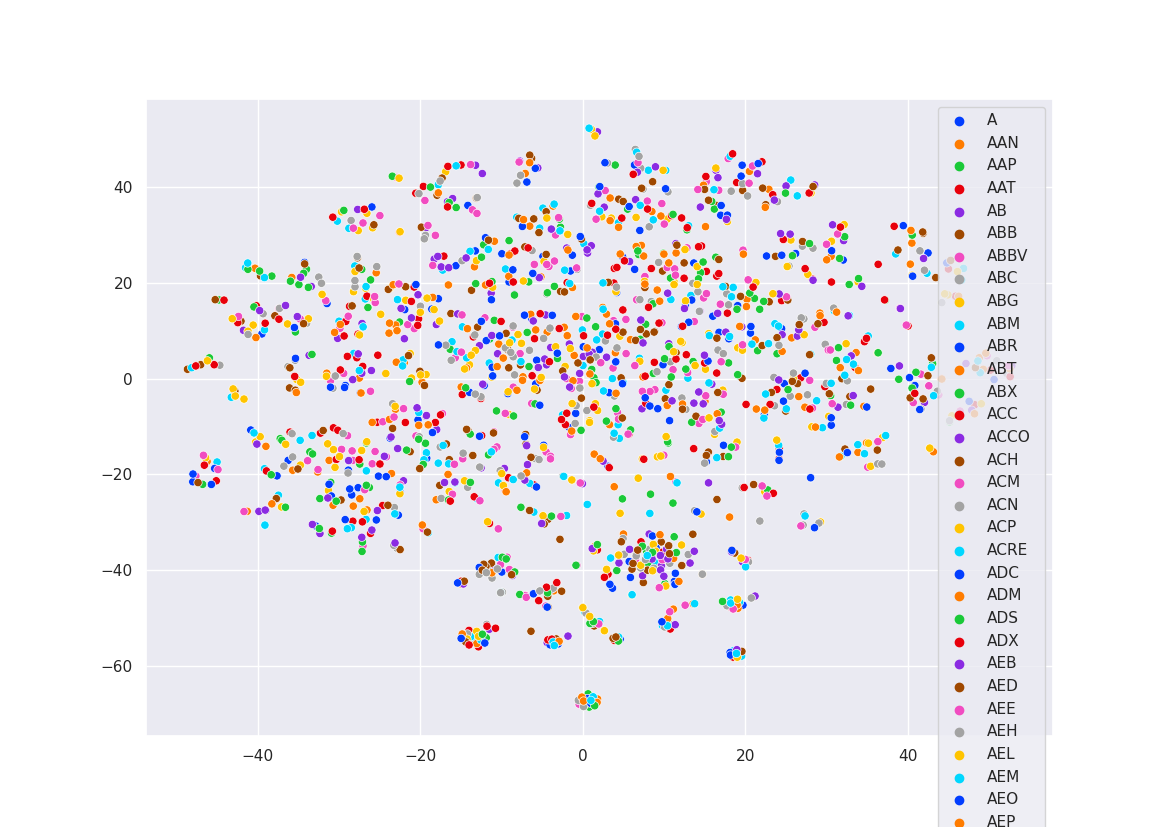 40
20
0
−20
−40
−60
−40
−20
0
20
40
A
AAN
AAP
AAT
AB
ABB
ABBV
ABC
ABG
ABM
ABR
ABT
ABX
ACC
ACCO
ACH
ACM
ACN
ACP
ACRE
ADC
ADM
ADS
ADX
AEB
AED
AEE
AEH
AEL
AEM
AEO
AEP